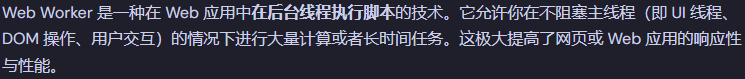 Web Worker 是一种在 Web 应用中在后台线程执行脚本的技术。它允许你在不阻塞主线程（即 UI 线程、
DOM 操作、用户交互）的情况下进行大量计算或者长时间任务。这极大提高了网页或 Web 应用的响应性
与性能。